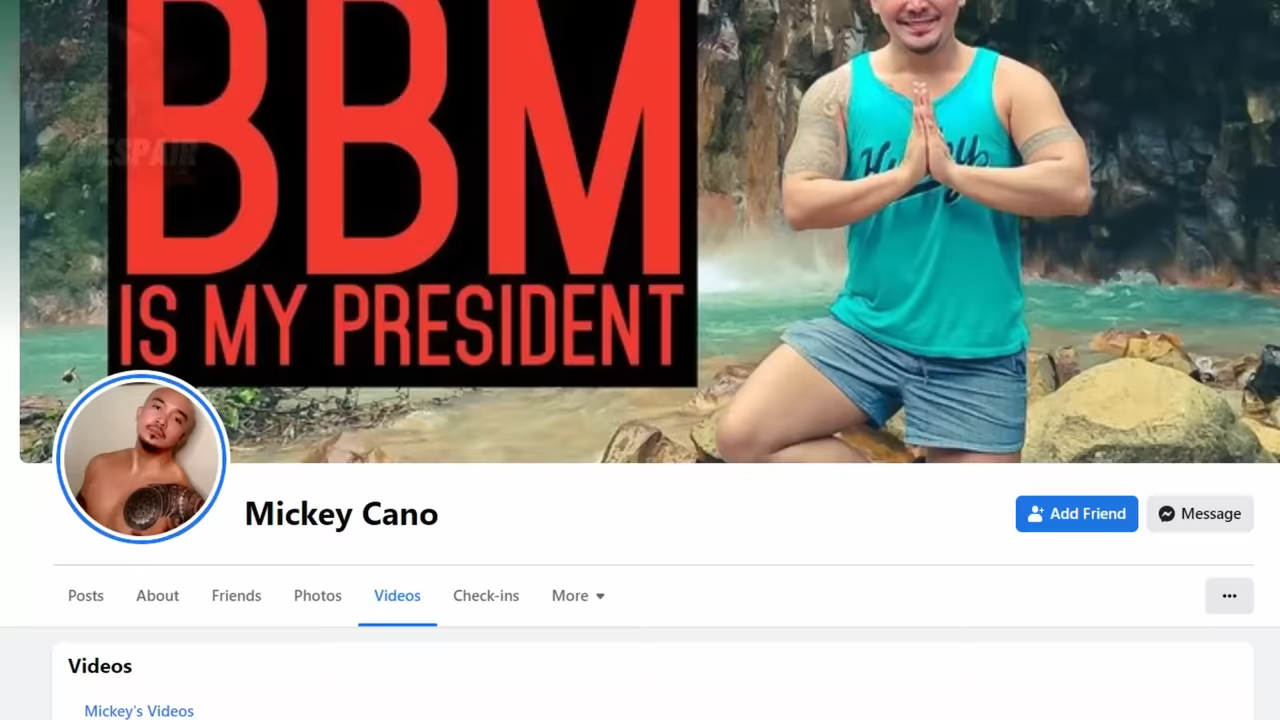 BBM
IS MY PRESIDENT
Mickey Cano
Add Friend
Message
Posts
About
Friends
Photos
Videos
Check-ins
More
Videos
Mickey's Videos